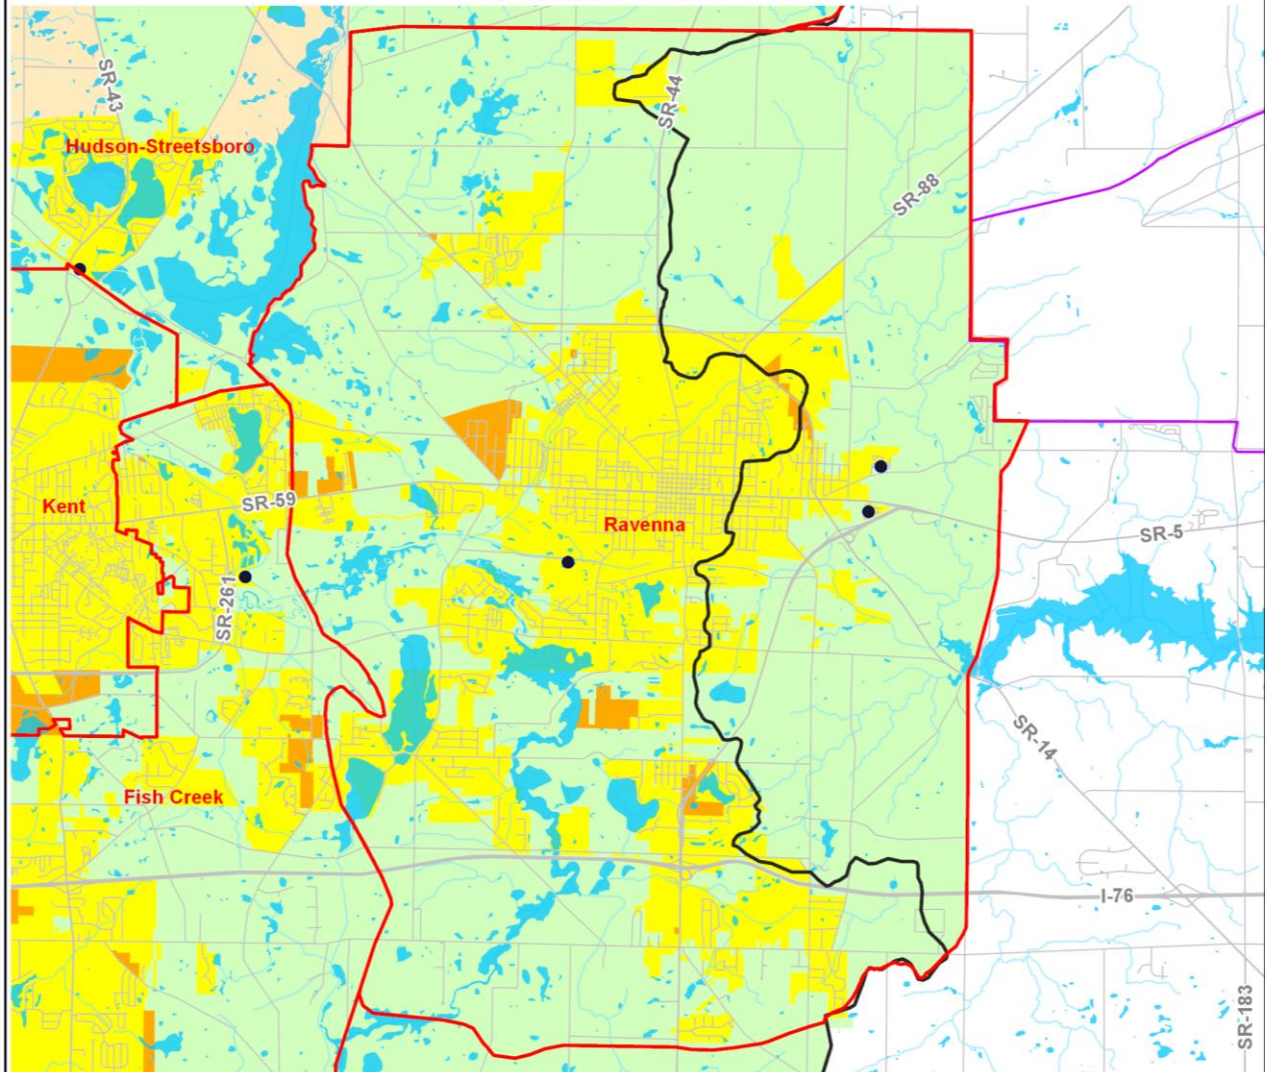 SR-43
SR-44
Hudson-Streetsboro
SR-88
SR-59
Kent
Ravenna
SR-5
SR-261
SR-14
Fish Creek
I-76
SR-183